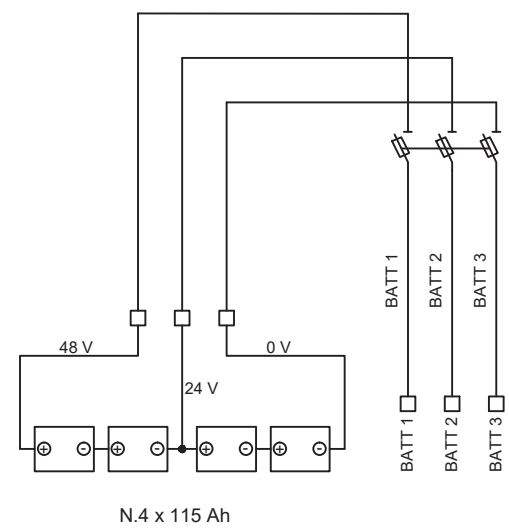 BATT 1
BATT 2
BATT 3
48 V
0 V
24 V
BATT 1
BATT 2
BATT 3
N.4 x 115 Ah